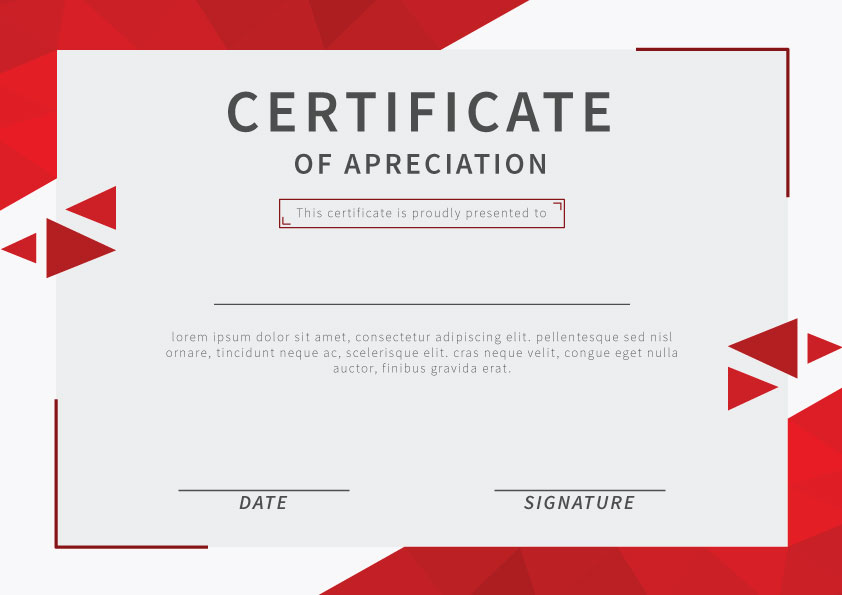 CERTIFICATE
OF APRECIATION
This certificate is proudly presented to
lorem ipsum dolor sit amet, consectetur adipiscing elit. pellentesque sed nisl
ornare, tincidunt neque ac, scelerisque elit. cras neque velit, congue eget nulla
auctor, finibus gravida erat.
DATE
SIGNATURE